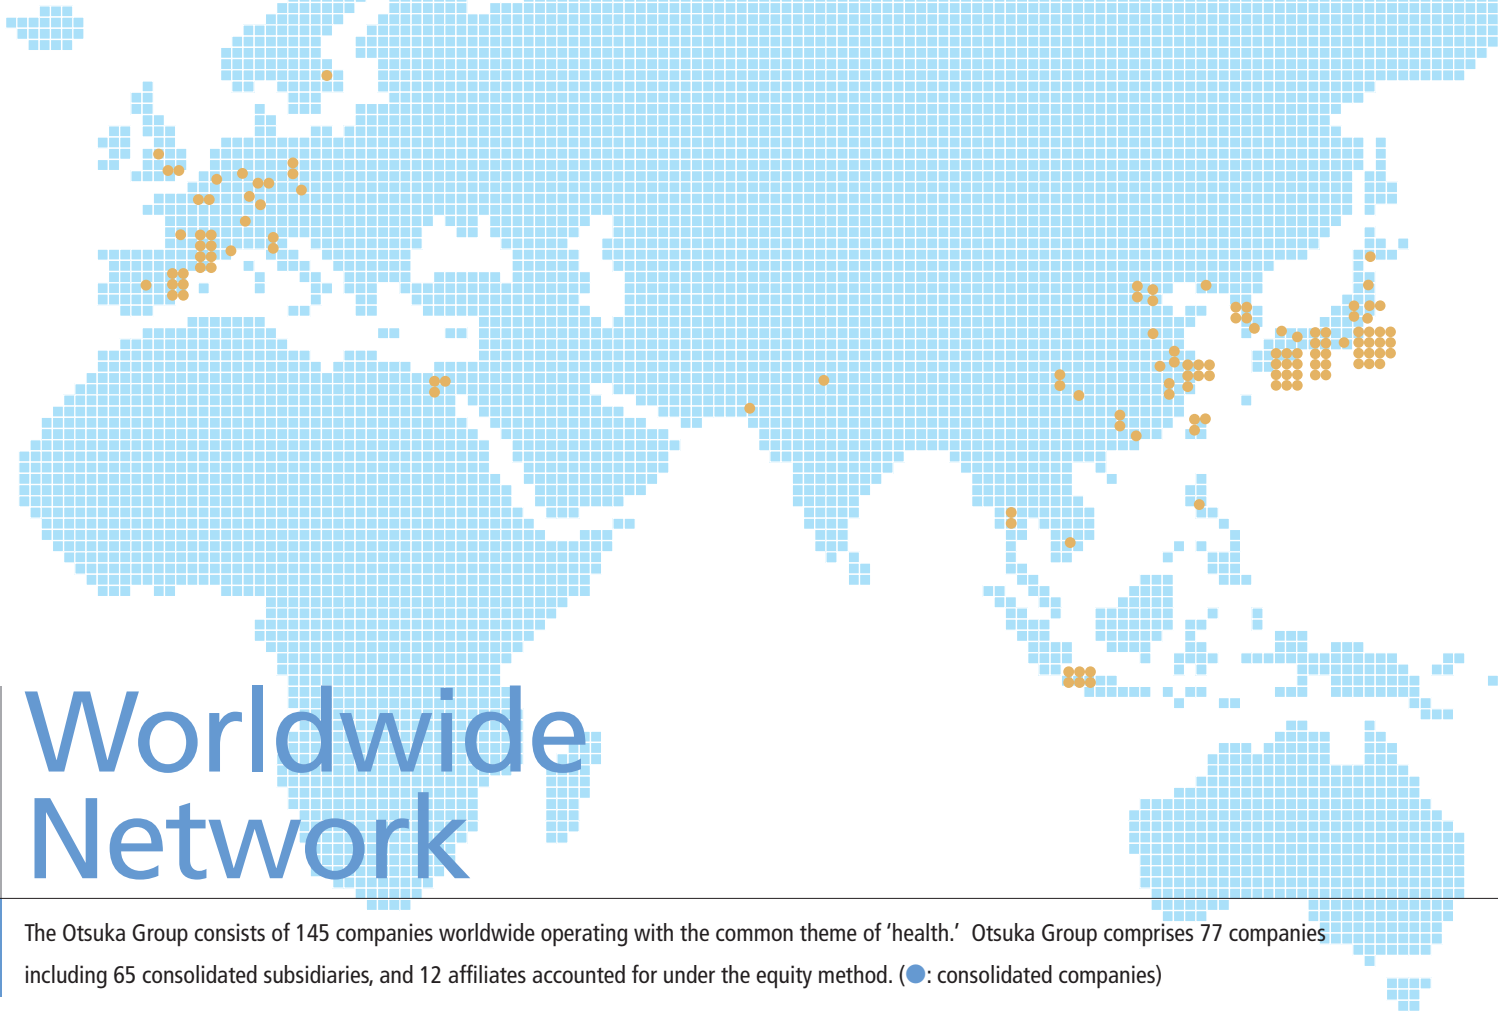 Worldwide
Network
The Otsuka Group consists of 145 companies worldwide operating with the common theme of ‘health.’ Otsuka Group comprises 77 companies
including 65 consolidated subsidiaries, and 12 affiliates accounted for under the equity method. (●: consolidated companies)